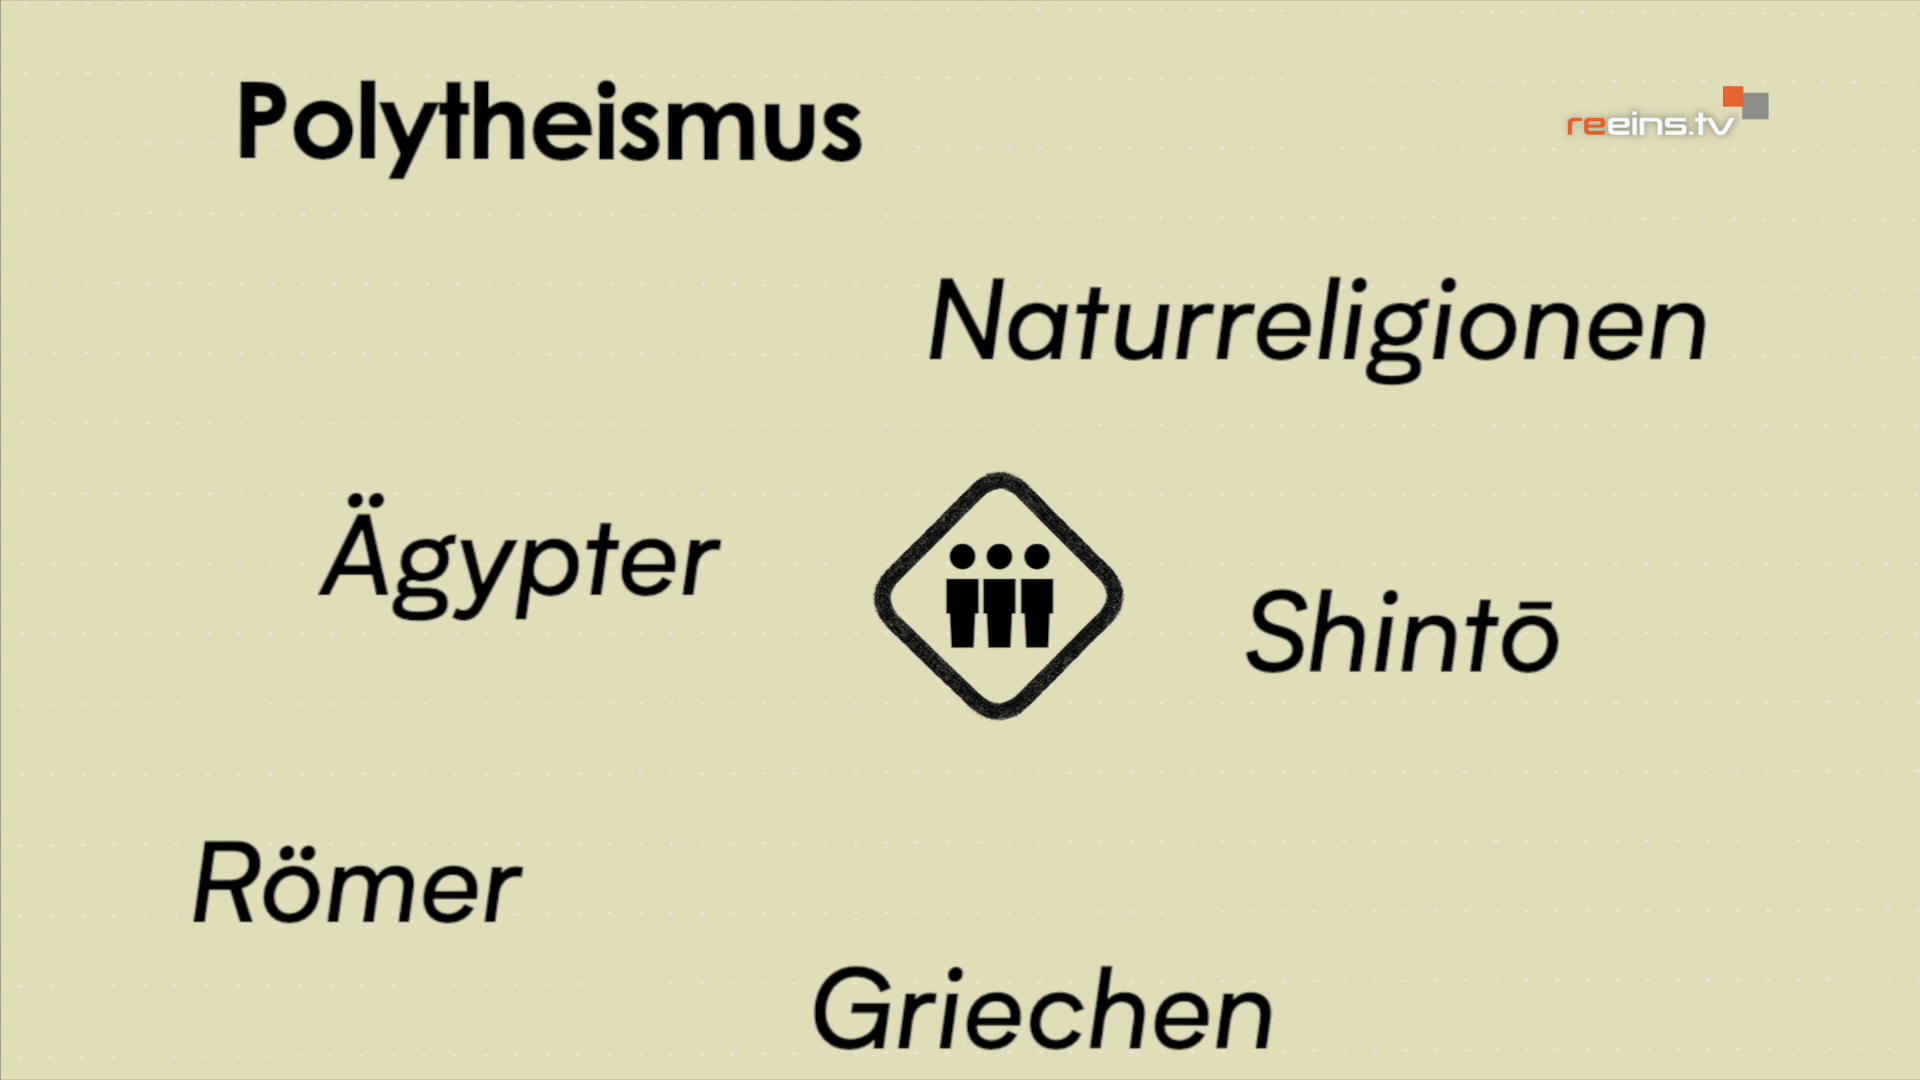 Polytheismus
reeins.tv
Naturreligionen
Ägypter
Shintō
Römer
Griechen